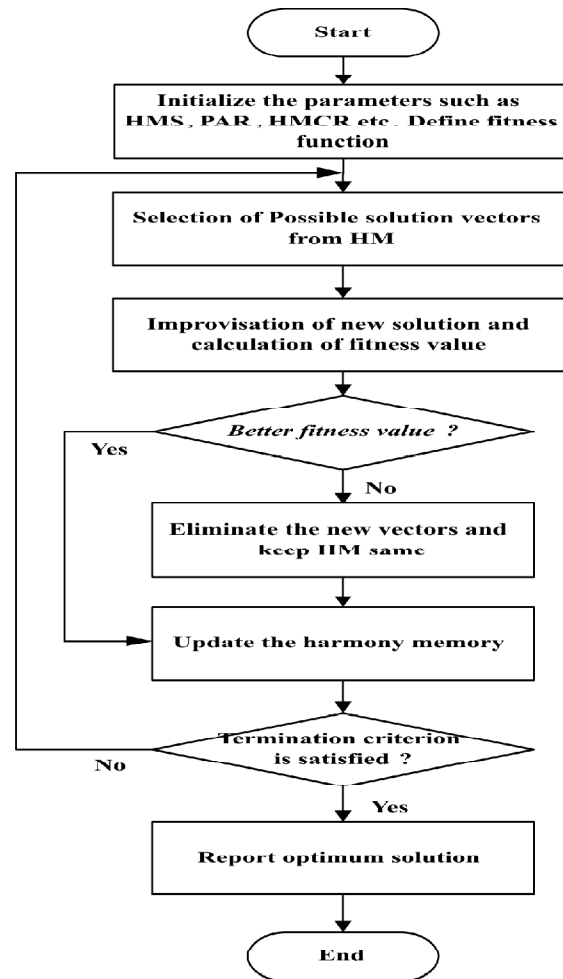 Start
Initialize the parameters such as
HMS, PAR , HMCR etc. Define fitness
function
Selection of Possible solution vectors
from HM
Improvisation of new solution and
calculation of fitness value
Better fitness value ?
Yes
No
Eliminate the new vectors and
keep HM same
Update the harmony memory
Termination criterion
is satisfied ?
No
Yes
Report optimum solution
End